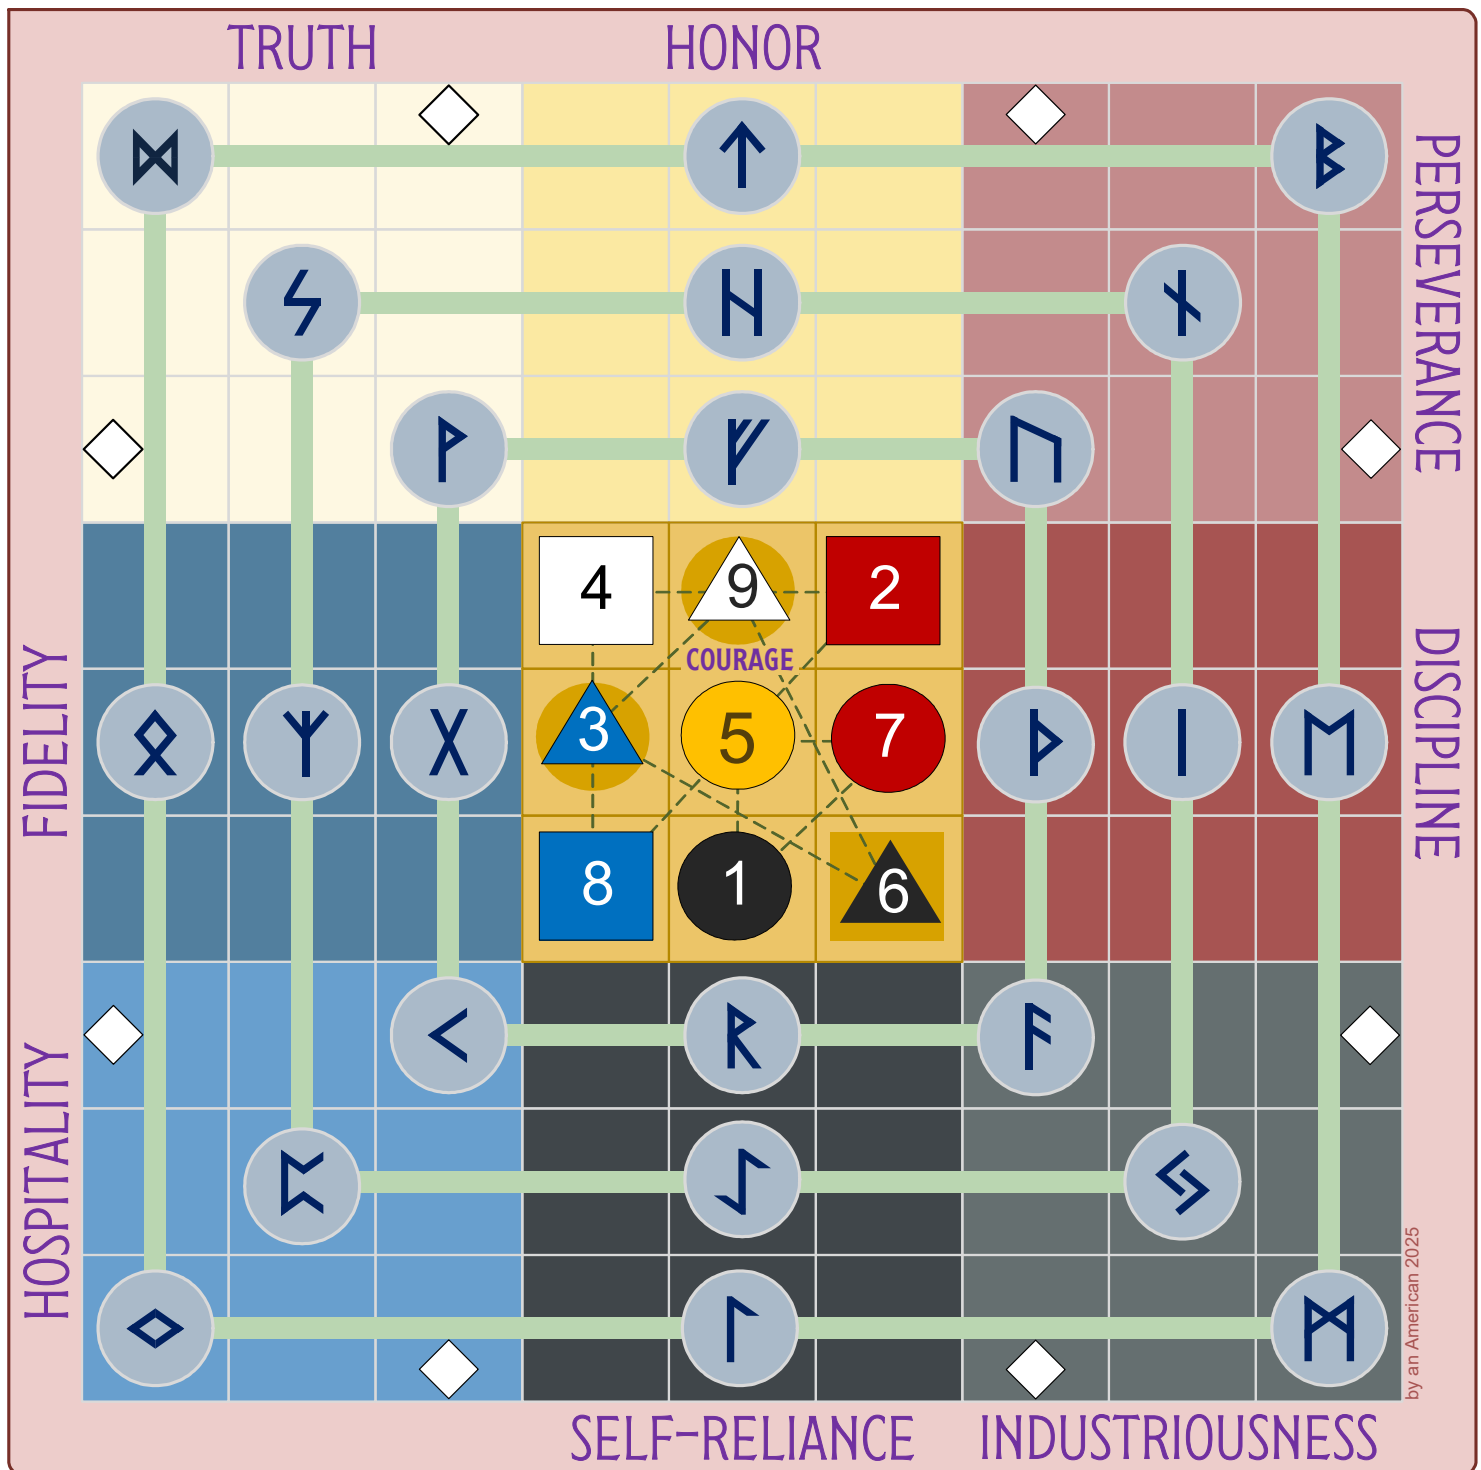 TRUTH HONOR
ᛞ ᛏ ᛒ
PERSEVERANCE
ᛋ ᚺ ᚾ
ᚹ ᚠ ᚢ
4 9 2
COURAGE
FIDELITY
DISCIPLINE
ᛟ ᛉ ᚷ 3 5 7 ᚦ ᛁ ᛖ
8 1 6
HOSPITALITY
ᚲ ᚱ ᚨ
ᛈ ᛇ ᛃ
ᛜ ᛚ ᛗ
by an American 2025
SELF-RELIANCE INDUSTRIOUSNESS